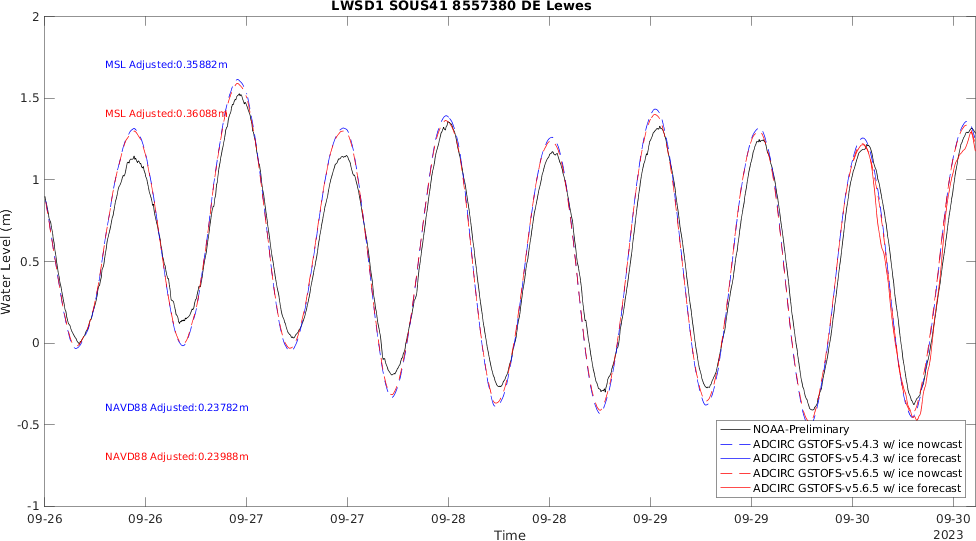 LWSD1 SOUS41 8557380 DE Lewes
2
1.5
1
0.5
0
-0.5
-1
Water Level (m)
MSL Adjusted:0.35882m
MSL Adjusted:0.36088m
NAVD88 Adjusted:0.23782m
NAVD88 Adjusted:0.23988m
NOAA-Preliminary
ADCIRC GSTOFS-v5.4.3 w/ ice nowcast
ADCIRC GSTOFS-v5.4.3 w/ ice forecast
ADCIRC GSTOFS-v5.6.5 w/ ice nowcast
ADCIRC GSTOFS-v5.6.5 w/ ice forecast
09-26 09-26 09-27 09-27 09-28 09-28 09-29 09-29 09-30 09-30
2023
Time